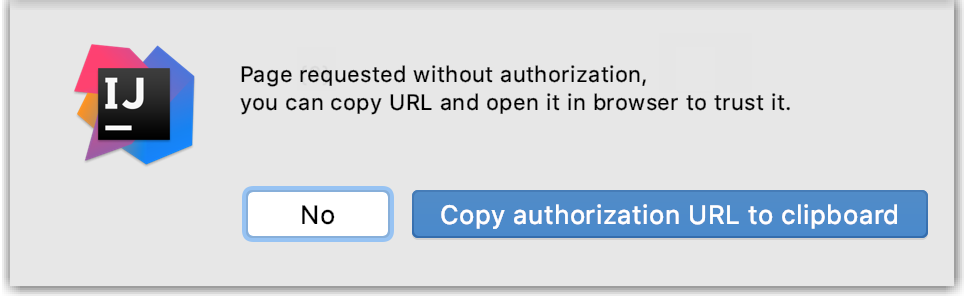 IJ
Page requested without authorization,
you can copy URL and open it in browser to trust it.
No
Copy authorization URL to clipboard